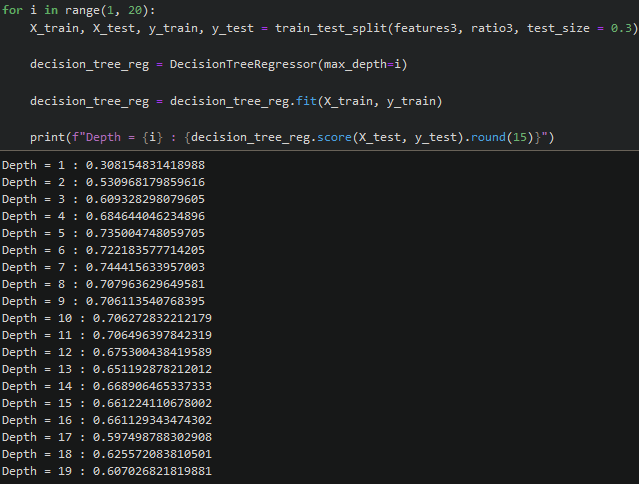 for i in range(1, 20):
    X_train, X_test, y_train, y_test = train_test_split(features3, ratio3, test_size = 0.3)
    decision_tree_reg = DecisionTreeRegressor(max_depth=i)
    decision_tree_reg = decision_tree_reg.fit(X_train, y_train)
    print(f"Depth = {i} : {decision_tree_reg.score(X_test, y_test).round(15)}")
Depth = 1 : 0.308154831418988
Depth = 2 : 0.530968179859616
Depth = 3 : 0.609328298079605
Depth = 4 : 0.684644046234896
Depth = 5 : 0.735004748059705
Depth = 6 : 0.722183577714205
Depth = 7 : 0.744415633957003
Depth = 8 : 0.707963629649581
Depth = 9 : 0.706113540768395
Depth = 10 : 0.706272832212179
Depth = 11 : 0.706496397842319
Depth = 12 : 0.675300438419589
Depth = 13 : 0.651192878212012
Depth = 14 : 0.668906465337333
Depth = 15 : 0.661224110678002
Depth = 16 : 0.661129343474302
Depth = 17 : 0.597498788302908
Depth = 18 : 0.625572083810501
Depth = 19 : 0.607026821819881